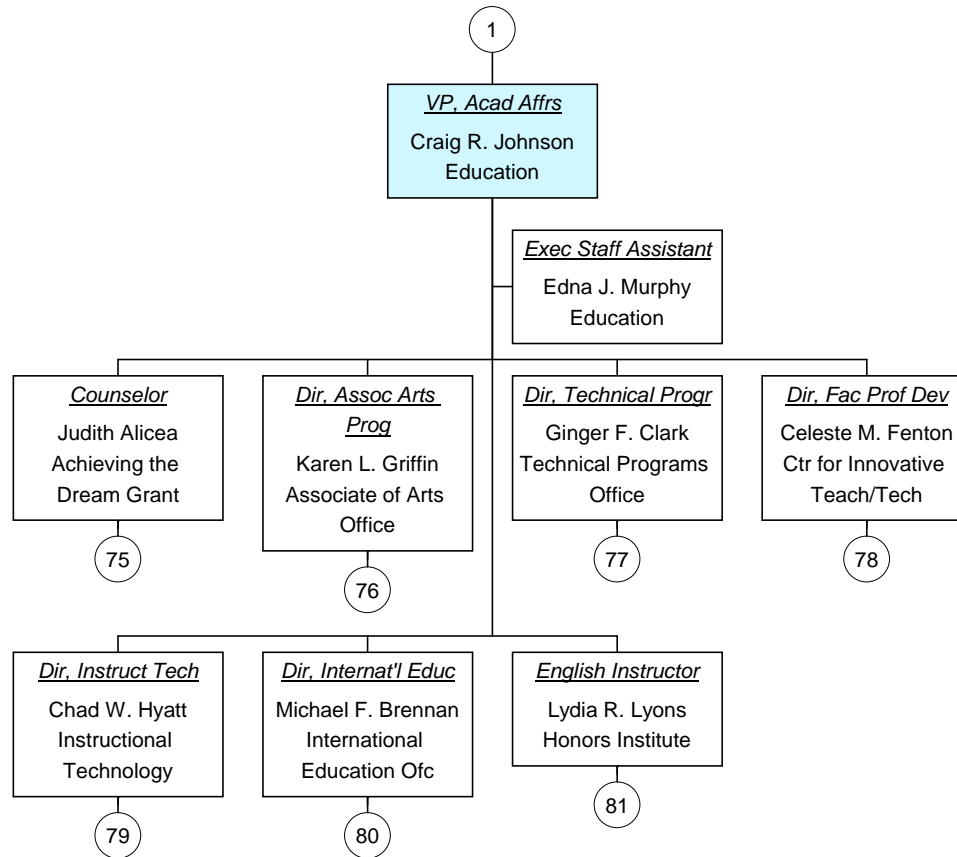 1
VP, Acad Affrs
Craig R. Johnson
Education
Exec Staff Assistant
Edna J. Murphy
Education
Counselor
Judith Alicea
Achieving the
Dream Grant
75
Dir, Assoc Arts
Prog
Karen L. Griffin
Associate of Arts
Office
76
Dir, Technical Progr
Ginger F. Clark
Technical Programs
Office
77
Dir, Fac Prof Dev
Celeste M. Fenton
Ctr for Innovative
Teach/Tech
78
Dir, Instruct Tech
Chad W. Hyatt
Instructional
Technology
79
Dir, Internat'l Educ
Michael F. Brennan
International
Education Ofc
80
English Instructor
Lydia R. Lyons
Honors Institute
81